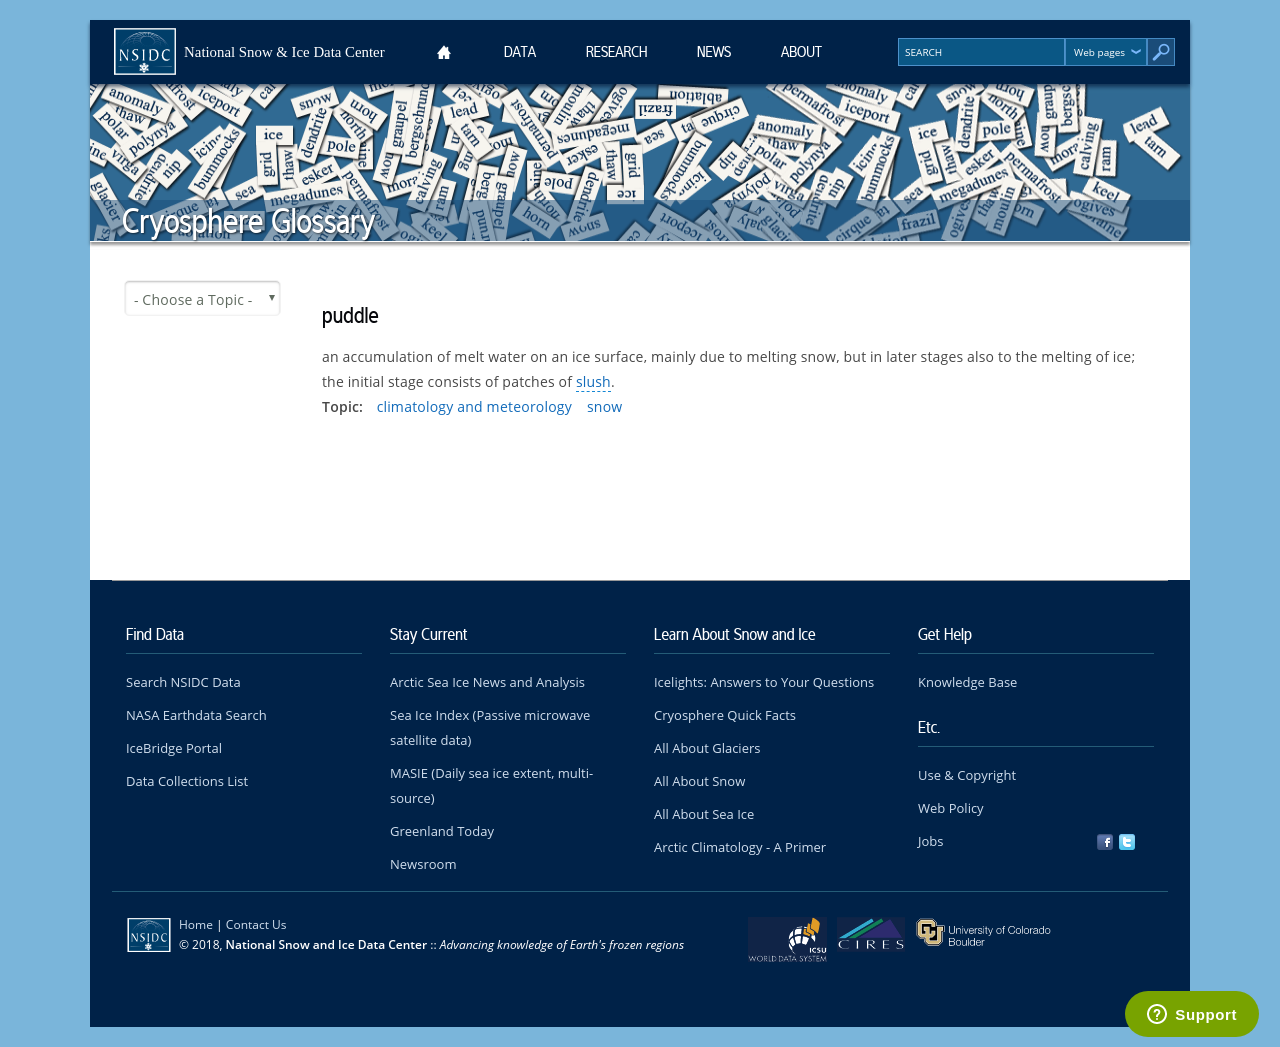 NSIDC National Snow & Ice Data Center
DATA RESEARCH NEWS ABOUT
SEARCH Web pages
Cryosphere Glossary
- Choose a Topic -
puddle
an accumulation of melt water on an ice surface, mainly due to melting snow, but in later stages also to the melting of ice;
the initial stage consists of patches of slush.
Topic: climatology and meteorology snow
Find Data
Search NSIDC Data
NASA Earthdata Search
IceBridge Portal
Data Collections List
Stay Current
Arctic Sea Ice News and Analysis
Sea Ice Index (Passive microwave
satellite data)
MASIE (Daily sea ice extent, multi-
source)
Greenland Today
Newsroom
Learn About Snow and Ice
Icelights: Answers to Your Questions
Cryosphere Quick Facts
All About Glaciers
All About Snow
All About Sea Ice
Arctic Climatology - A Primer
Get Help
Knowledge Base
Etc.
Use & Copyright
Web Policy
Jobs
NSIDC
Home | Contact Us
© 2018, National Snow and Ice Data Center :: Advancing knowledge of Earth's frozen regions
ICSU
WORLD DATA SYSTEM
CIRES
CU University of Colorado
Boulder
Support